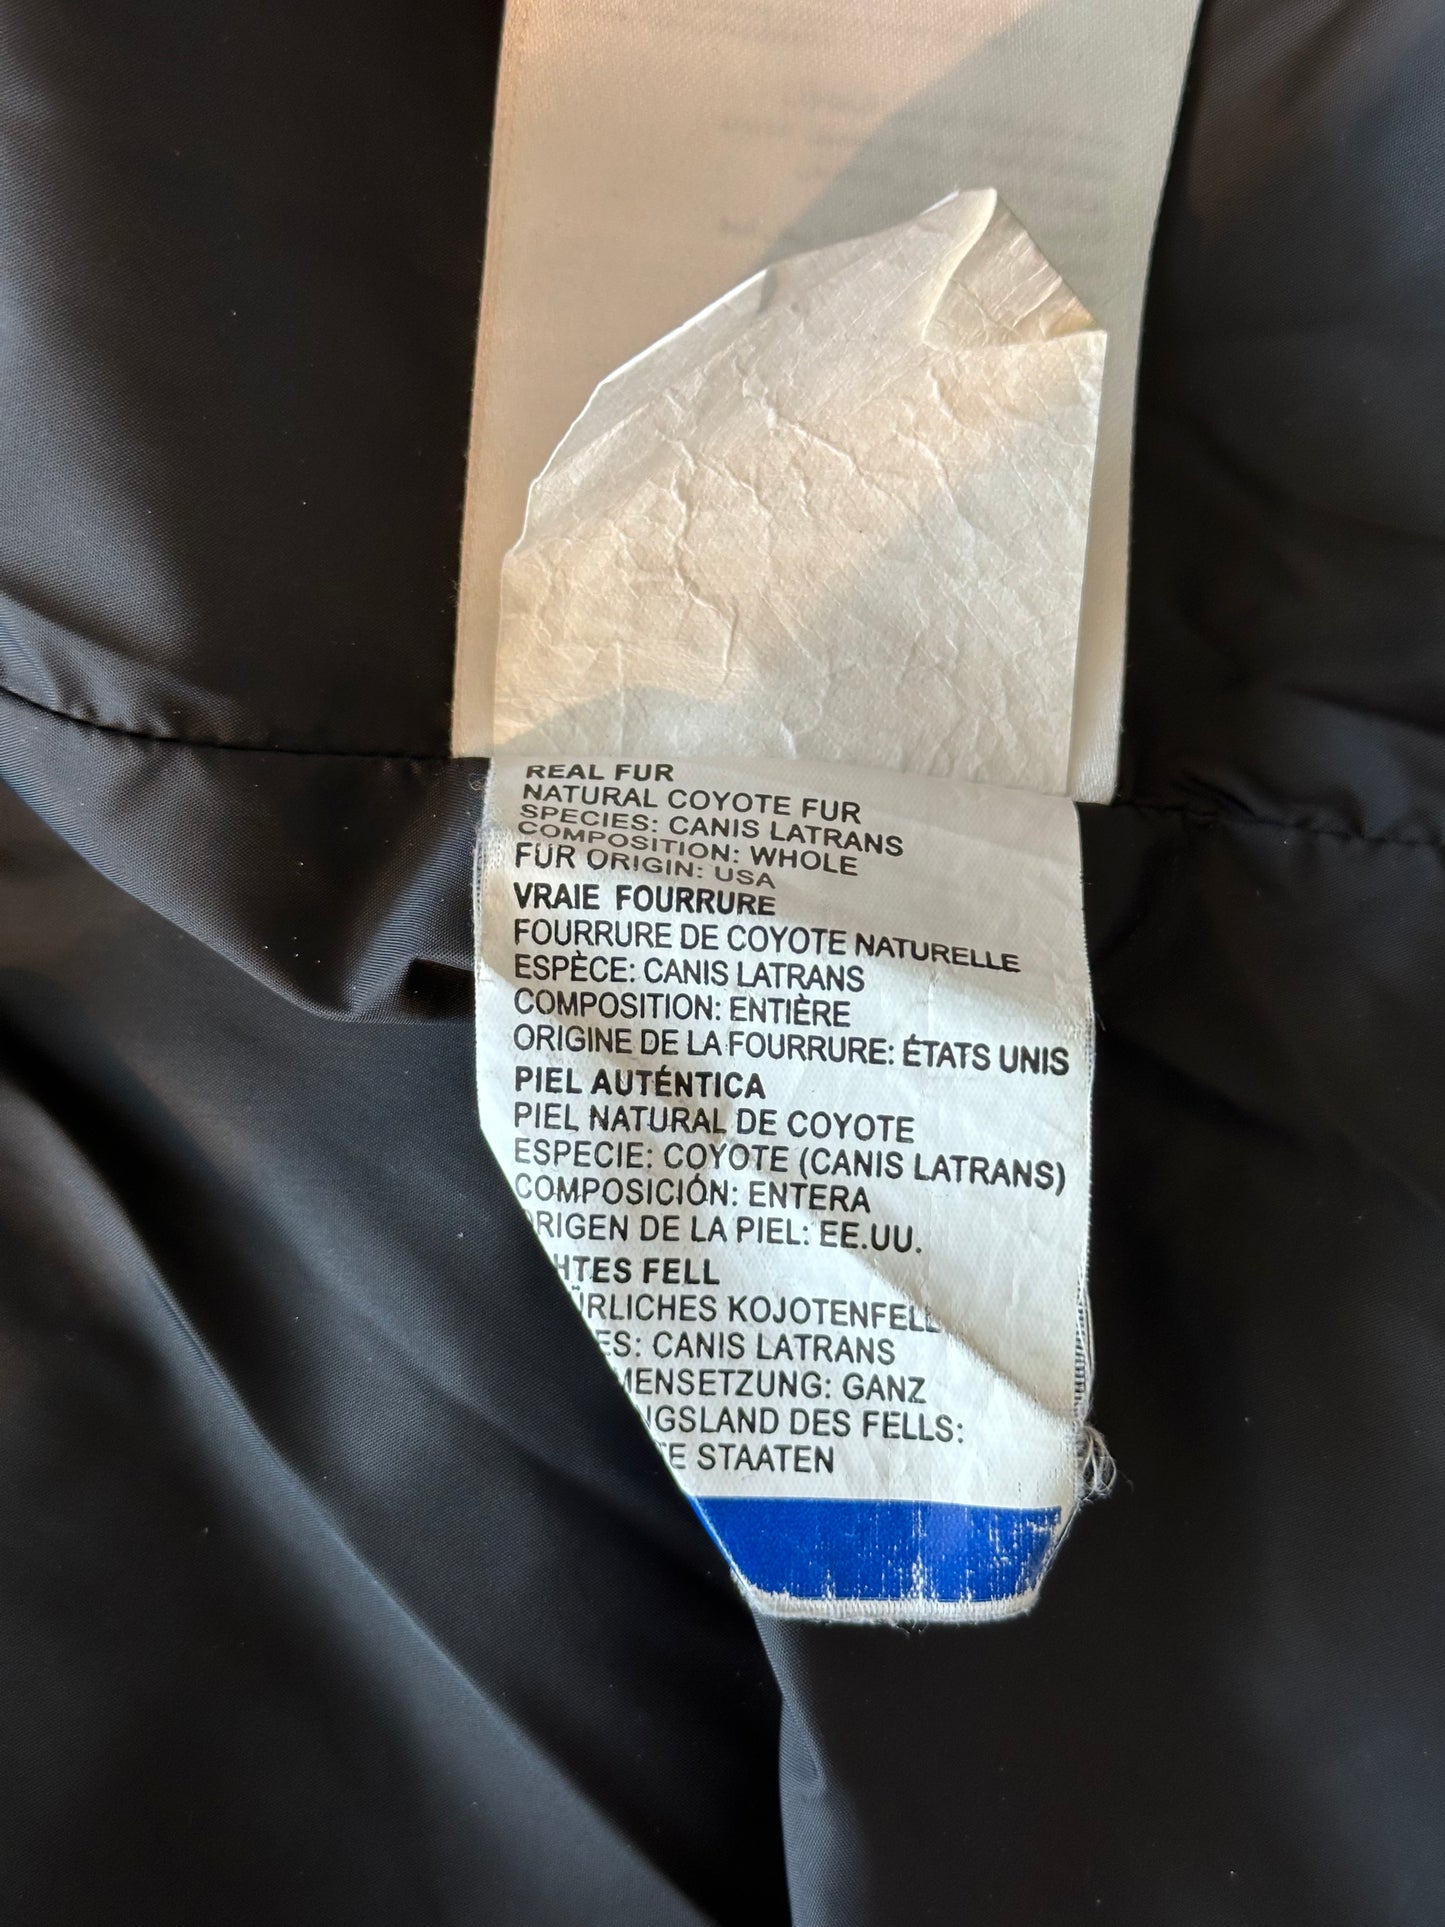 REAL FUR
NATURAL COYOTE FUR
SPECIES: CANIS LATRANS
COMPOSITION: WHOLE
FUR ORIGIN: USA
VRAIE FOURRURE
FOURRURE DE COYOTE NATURELLE
ESPÈCE: CANIS LATRANS
COMPOSITION: ENTIÈRE
ORIGINE DE LA FOURRURE: ÉTATS UNIS
PIEL AUTÉNTICA
PIEL NATURAL DE COYOTE
ESPECIE: COYOTE (CANIS LATRANS)
COMPOSICIÓN: ENTERA
ORIGEN DE LA PIEL: EE.UU.
HTES FELL
ÜRLICHES KOJOTENFELL
ES: CANIS LATRANS
MENSETZUNG: GANZ
NGSLAND DES FELLS:
TE STAATEN